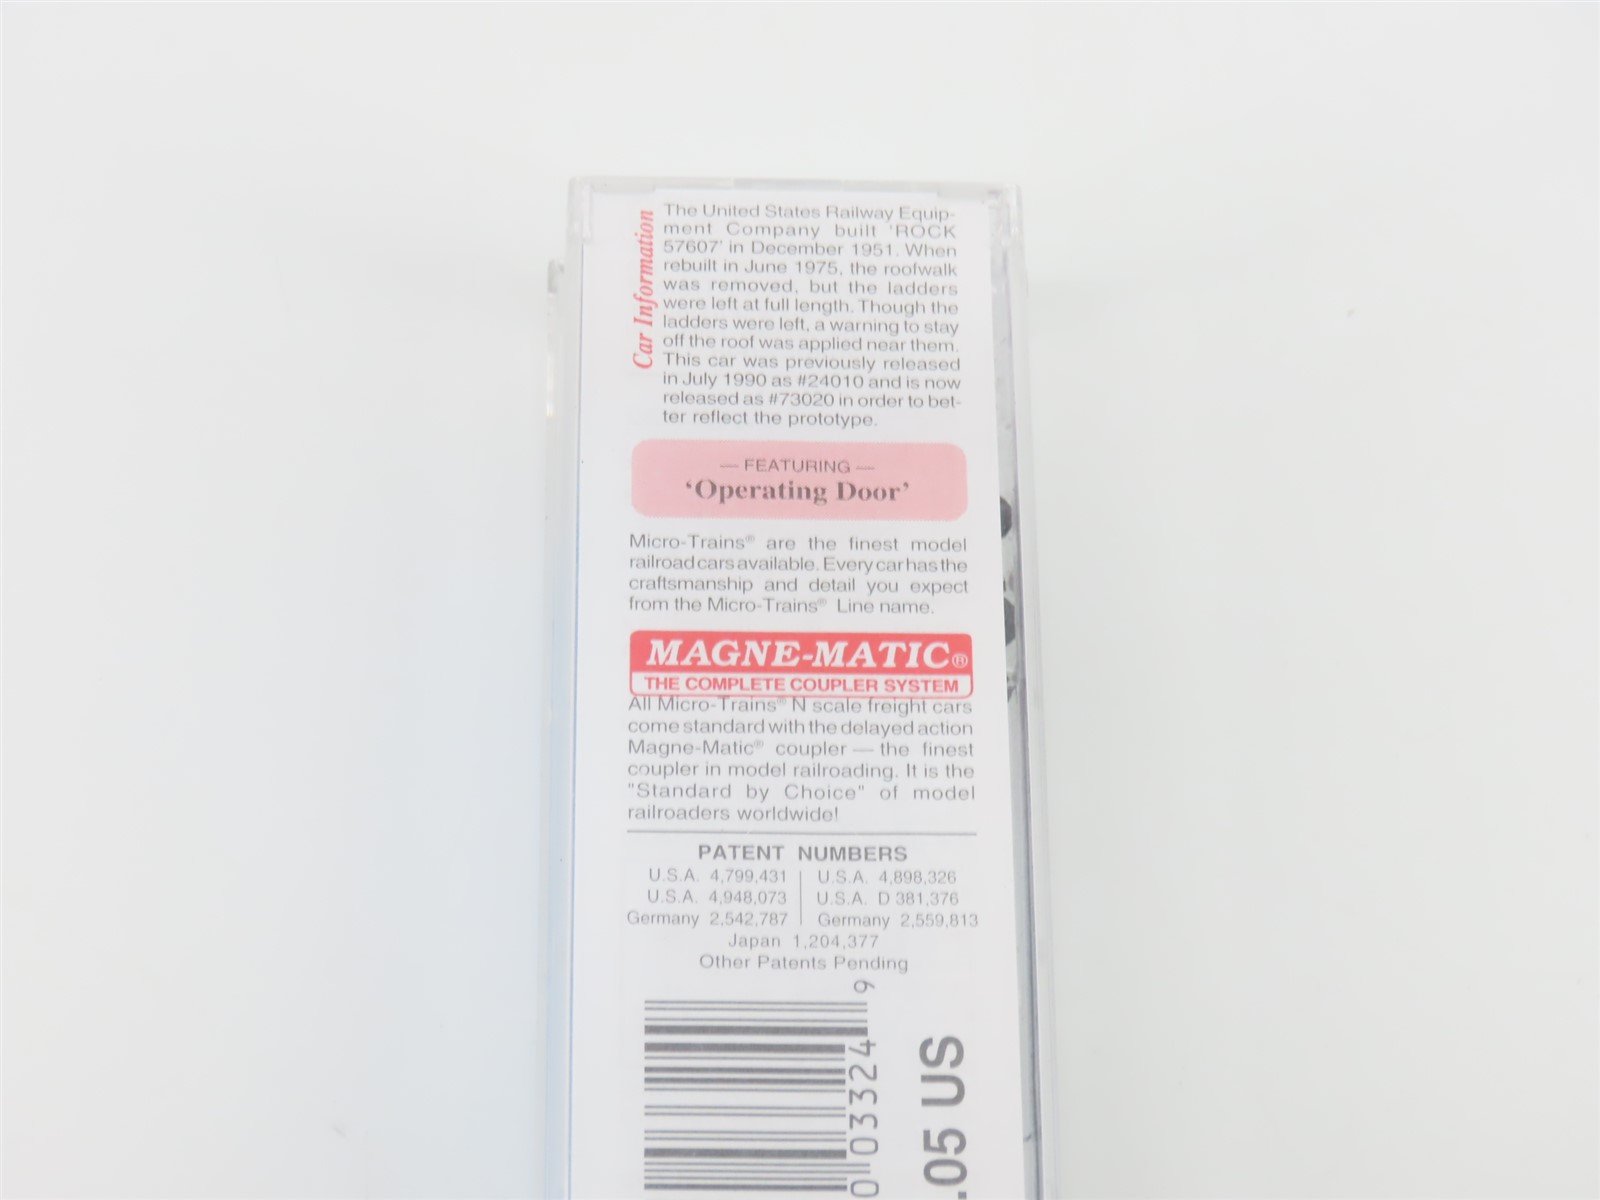 Car Information
The United States Railway Equip-
ment Company built 'ROCK
57607' in December 1951. When
rebuilt in June 1975, the roofwalk
was removed, but the ladders
were left at full length. Though the
ladders were left, a warning to stay
off the roof was applied near them.
This car was previously released
in July 1990 as #24010 and is now
released as #73020 in order to bet-
ter reflect the prototype.
— FEATURING —
‘Operating Door’
Micro-Trains® are the finest model
railroad cars available. Every car has the
craftsmanship and detail you expect
from the Micro-Trains® Line name.
MAGNE-MATIC®
THE COMPLETE COUPLER SYSTEM
All Micro-Trains® N scale freight cars
come standard with the delayed action
Magne-Matic® coupler — the finest
coupler in model railroading. It is the
"Standard by Choice" of model
railroaders worldwide!
PATENT NUMBERS
U.S.A. 4,799,431 U.S.A. 4,898,326
U.S.A. 4,948,073 U.S.A. D 381,376
Germany 2,542,787 Germany 2,559,813
Japan 1,204,377
Other Patents Pending
03324 9
.05 US